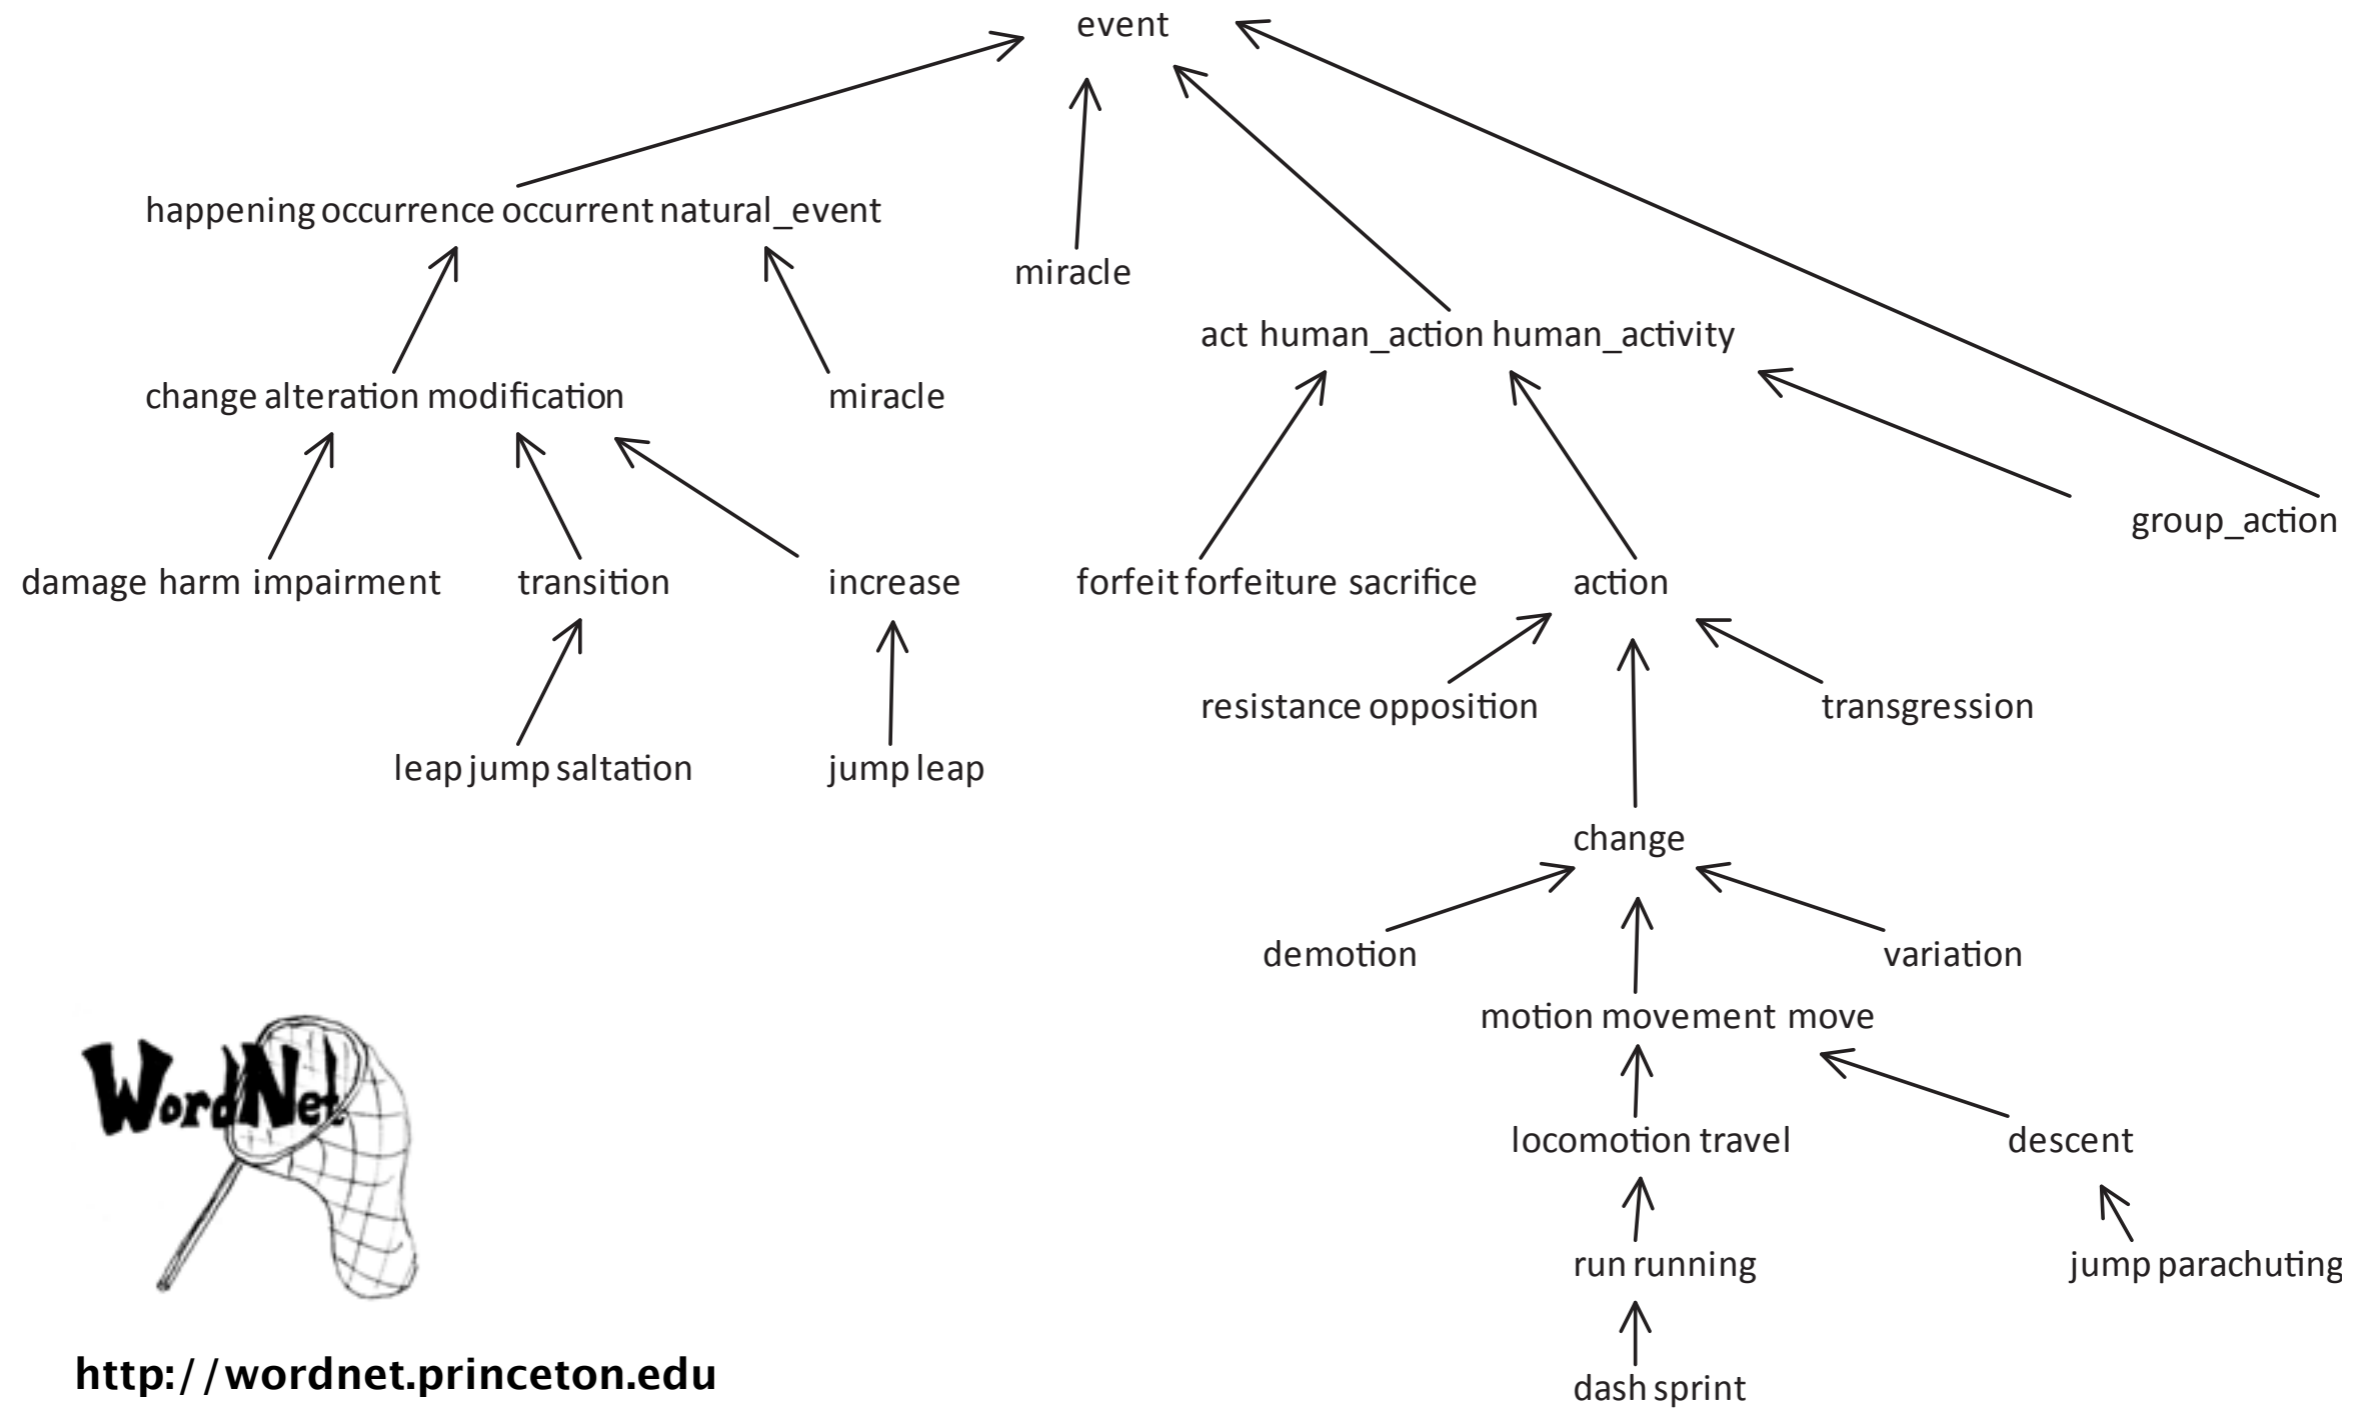 event
happening occurrence occurrent natural_event
miracle
act human_action human_activity
change alteration modification
miracle
group_action
damage harm impairment
transition
increase
forfeit forfeiture sacrifice
action
resistance opposition
transgression
leap jump saltation
jump leap
change
demotion
variation
motion movement move
WordNet
locomotion travel
descent
run running
jump parachuting
http://wordnet.princeton.edu
dash sprint